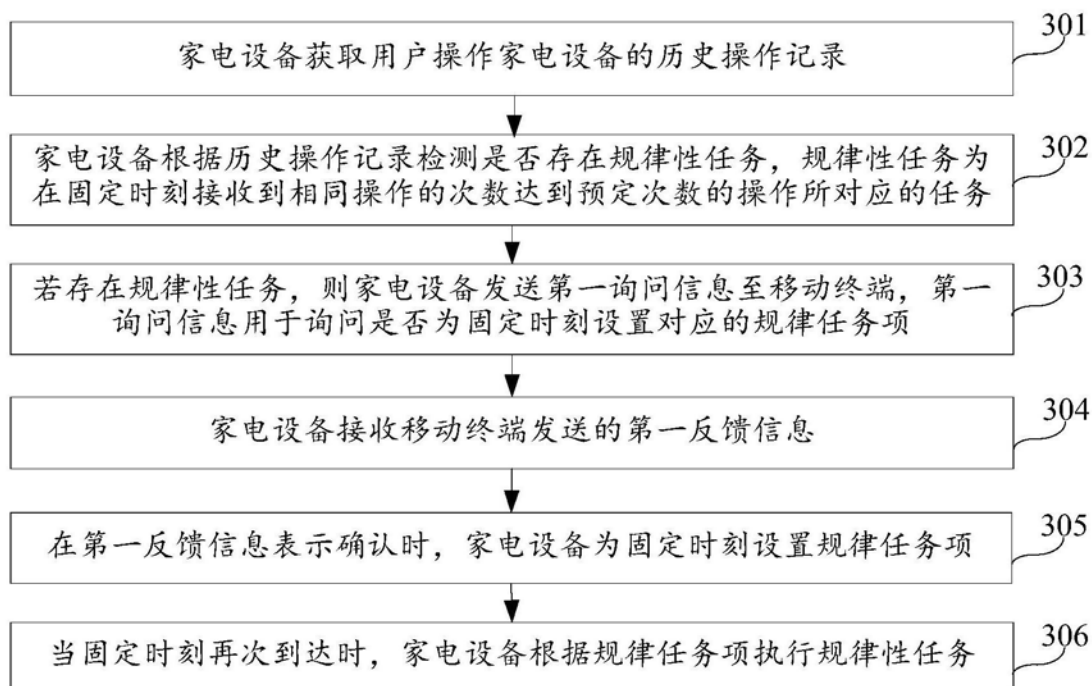 301
家电设备获取用户操作家电设备的历史操作记录
302
家电设备根据历史操作记录检测是否存在规律性任务，规律性任务为
在固定时刻接收到相同操作的次数达到预定次数的操作所对应的任务
303
若存在规律性任务，则家电设备发送第一询问信息至移动终端，第一
询问信息用于询问是否为固定时刻设置对应的规律任务项
304
家电设备接收移动终端发送的第一反馈信息
305
在第一反馈信息表示确认时，家电设备为固定时刻设置规律任务项
306
当固定时刻再次到达时，家电设备根据规律任务项执行规律性任务